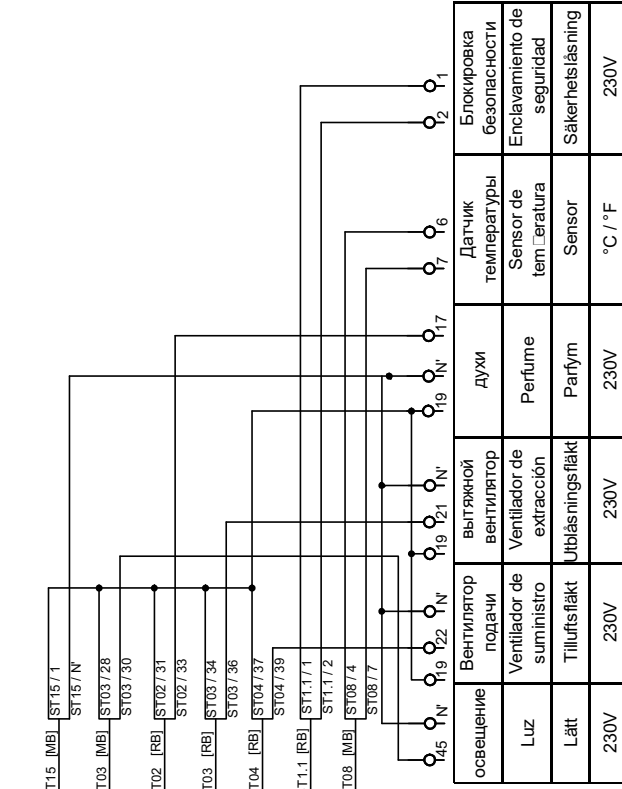 1
2
6
7
17
N'
19
N'
21
19
N'
22
19
N'
45
Блокировка
безопасности
Enclavamiento de
seguridad
Säkerhetslåsning
230V
Датчик
температуры
Sensor de
tem□eratura
Sensor
°C / °F
духи
Perfume
Parfym
230V
вытяжной
вентилятор
Ventilador de
extracción
Utblåsningsfläkt
230V
Вентилятор
подачи
Ventilador de
suministro
Tilluftsfläkt
230V
освещение
Luz
Lätt
230V
ST15 / 1
ST15 / N'
ST03 / 28
ST03 / 30
ST02 / 31
ST02 / 33
ST03 / 34
ST03 / 36
ST04 / 37
ST04 / 39
ST1.1 / 1
ST1.1 / 2
ST08 / 4
ST08 / 7
T15 [MB]
T03 [MB]
T02 [RB]
T03 [RB]
T04 [RB]
T1.1 [RB]
T08 [MB]